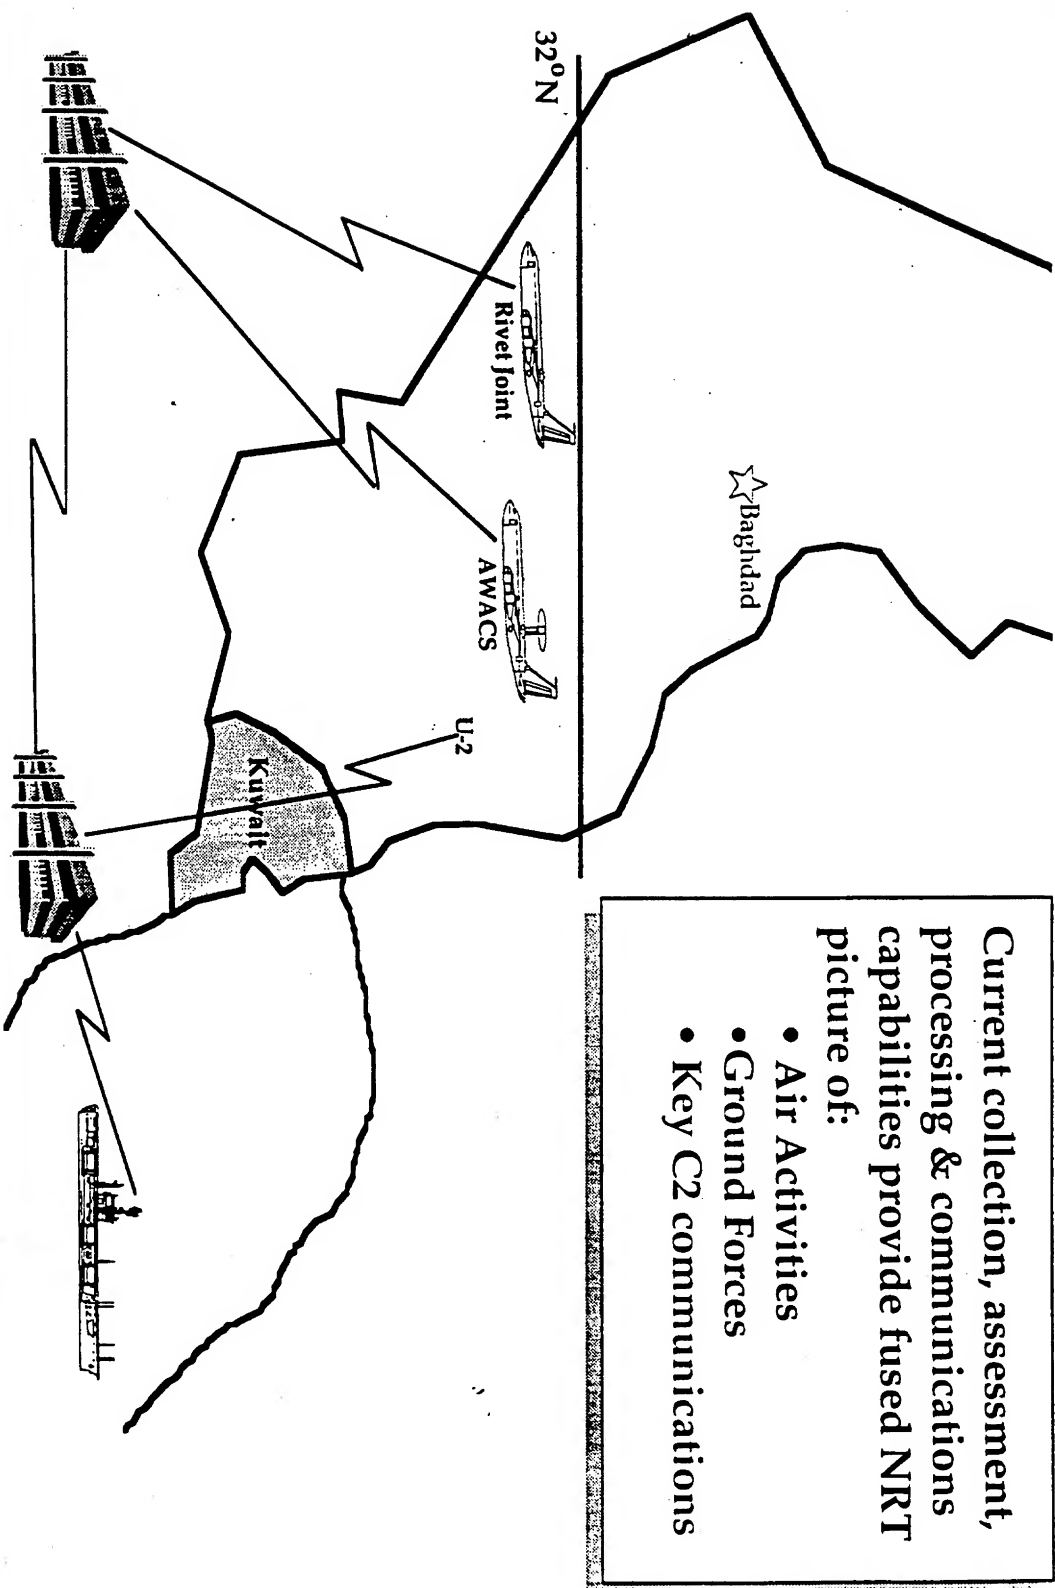 Current collection, assessment,
processing & communications
capabilities provide fused NRT
picture of:
• Air Activities
•Ground Forces
• Key C2 communications
Baghdad
32°N
Rivet Joint
AWACS
U-2
Kuwait